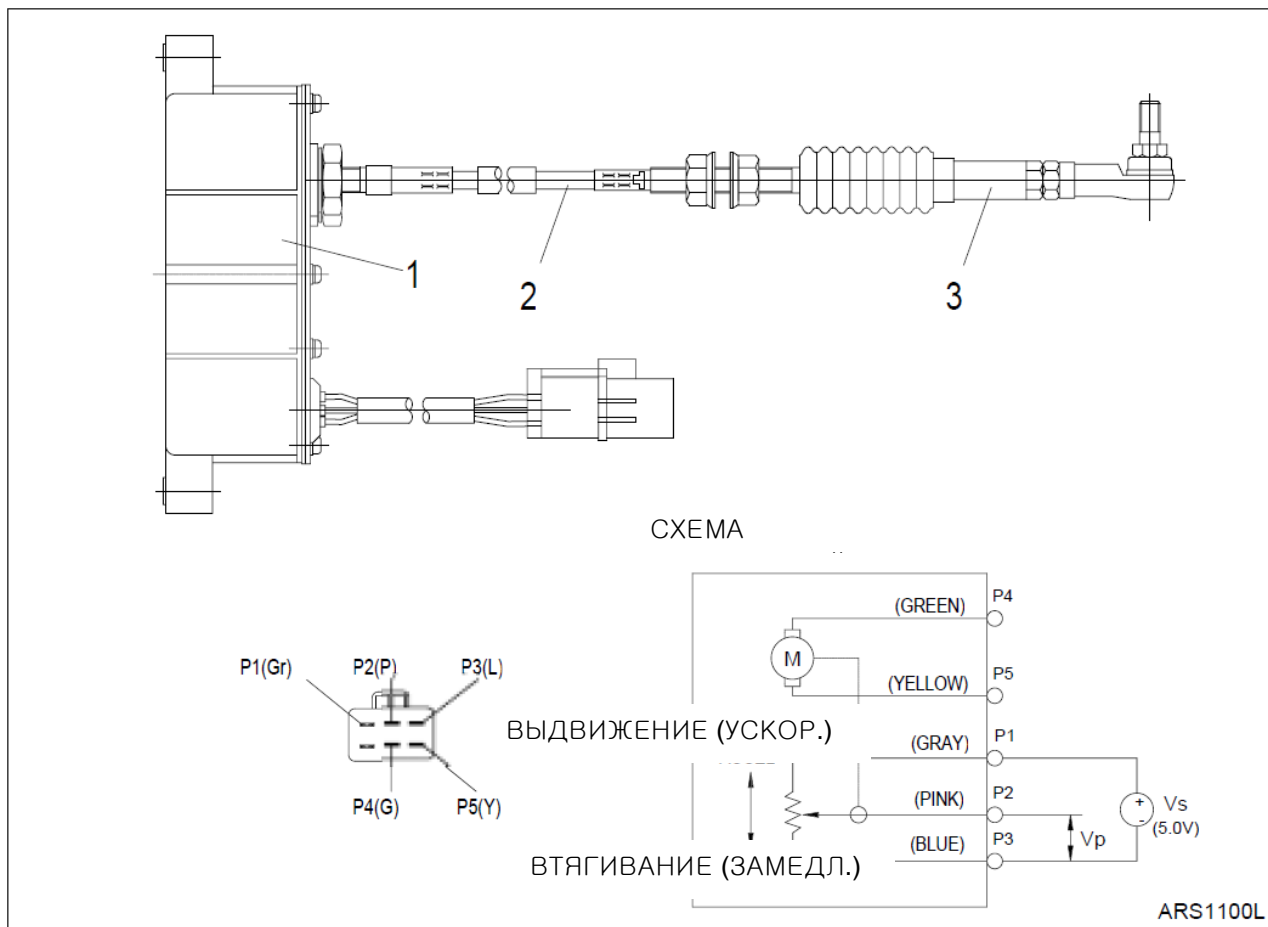 1
2
3
СХЕМА
P1(Gr)
P2(P)
P3(L)
P4(G)
P5(Y)
(GREEN)
P4
M
(YELLOW)
P5
ВЫДВИЖЕНИЕ (УСКОР.)
(GRAY)
P1
(PINK)
P2
+
-
Vs
(5.0V)
Vp
(BLUE)
P3
ВТЯГИВАНИЕ (ЗАМЕДЛ.)
ARS1100L